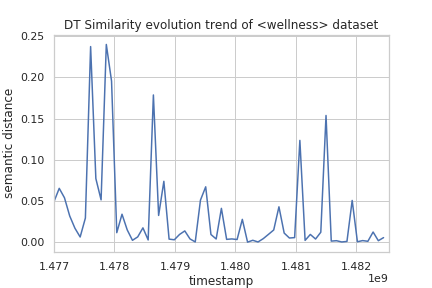 DT Similarity evolution trend of <wellness> dataset
semantic distance
0.25
0.20
0.15
0.10
0.05
0.00
1.477 1.478 1.479 1.480 1.481 1.482
1e9
timestamp